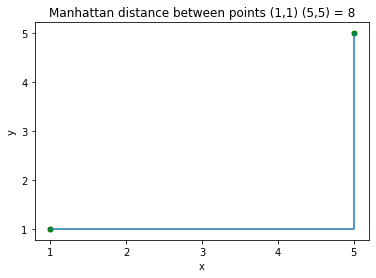 Manhattan distance between points (1,1) (5,5) = 8
5
4
3
2
1
y
1 2 3 4 5
x